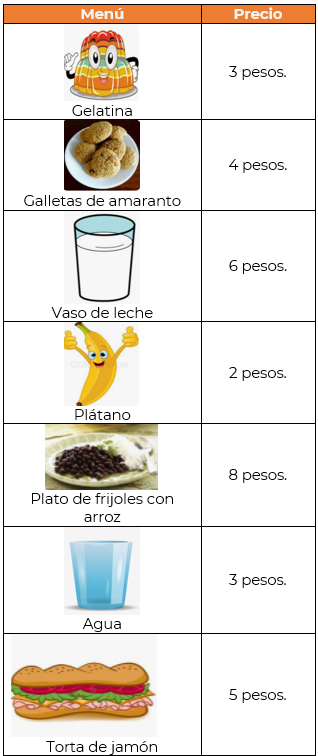 Menú Precio
Gelatina 3 pesos.
Galletas de amaranto 4 pesos.
Vaso de leche 6 pesos.
Plátano 2 pesos.
Plato de frijoles con
arroz 8 pesos.
Agua 3 pesos.
Torta de jamón 5 pesos.